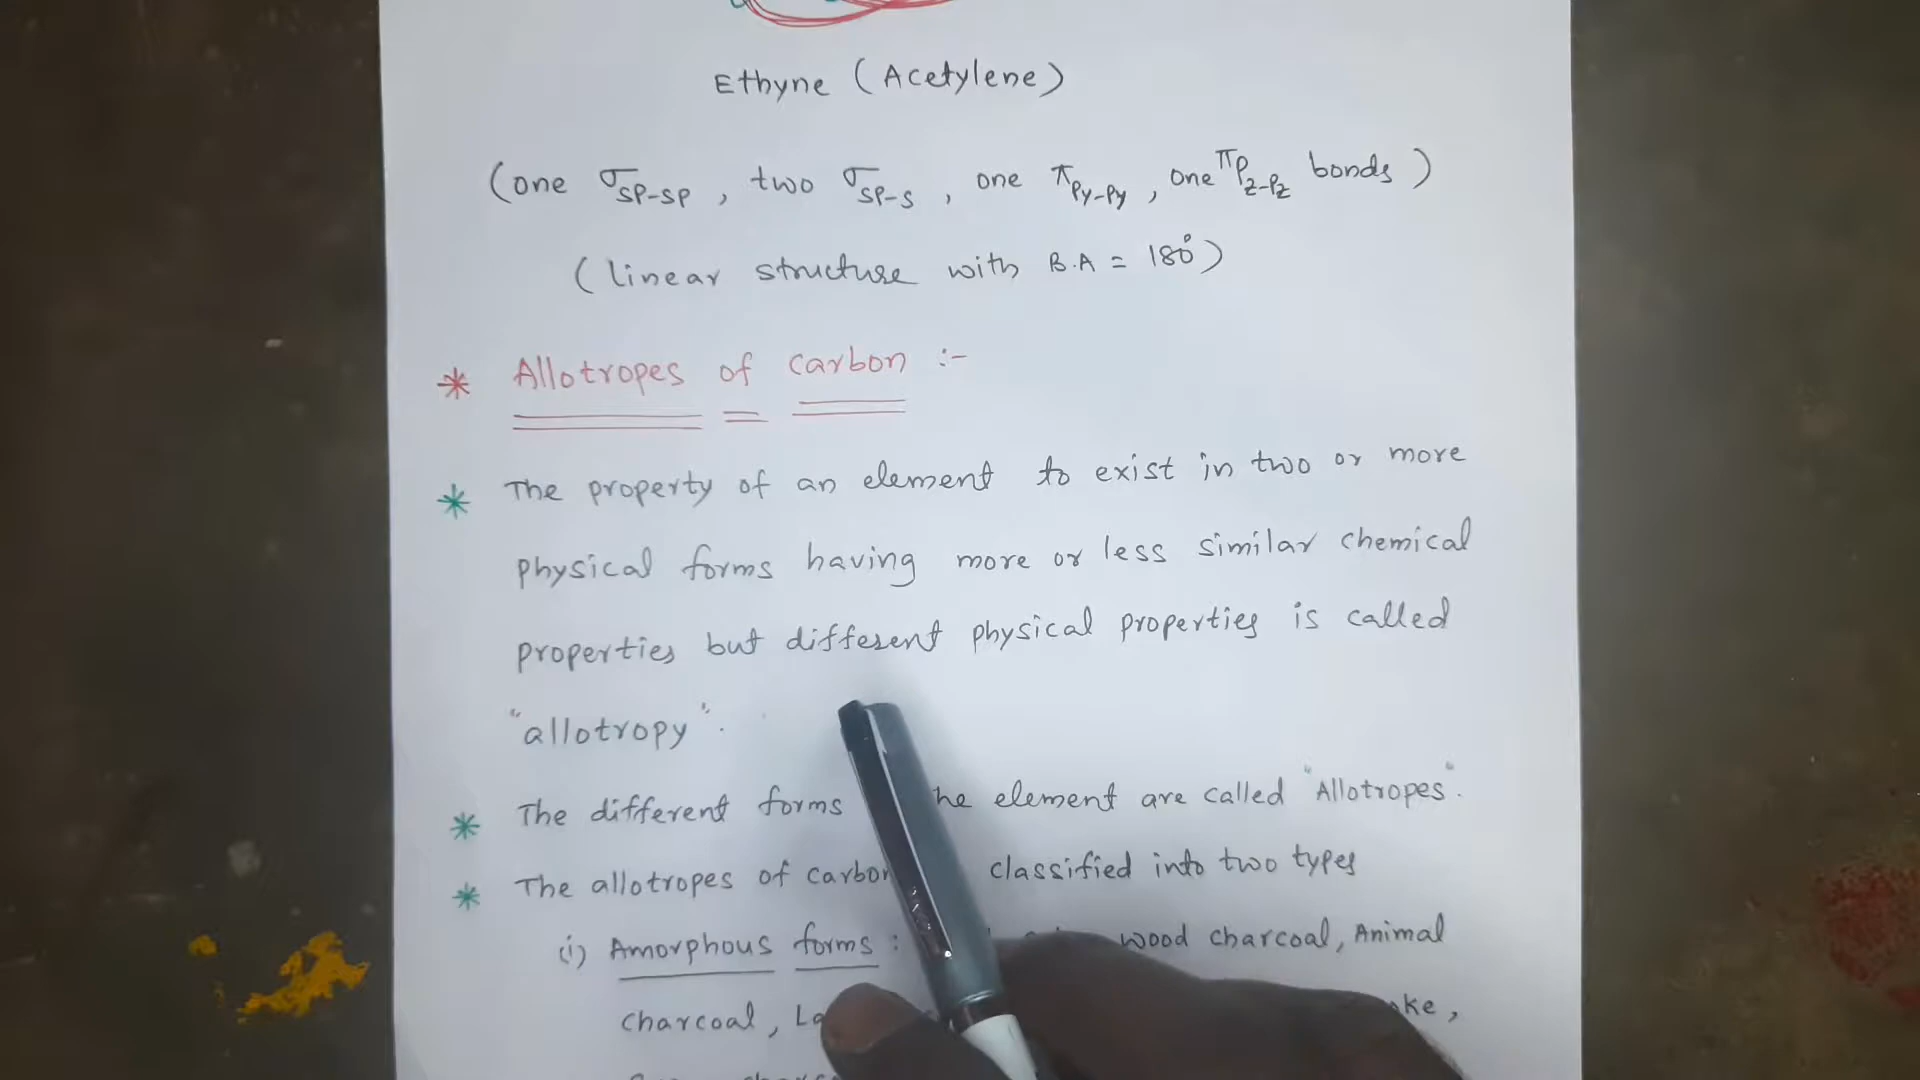 Ethyne (Acetylene)
(one σsp-sp, two σsp-s, one πpy-py, one πpz-pz bonds)
(linear structure with B.A = 180°)
* Allotropes of carbon :-
* The property of an element to exist in two or more
physical forms having more or less similar chemical
properties but different physical properties is called
"allotropy".
* The different forms element are called "Allotropes".
* The allotropes of carbon classified into two types
(i) Amorphous forms : wood charcoal, Animal
charcoal,